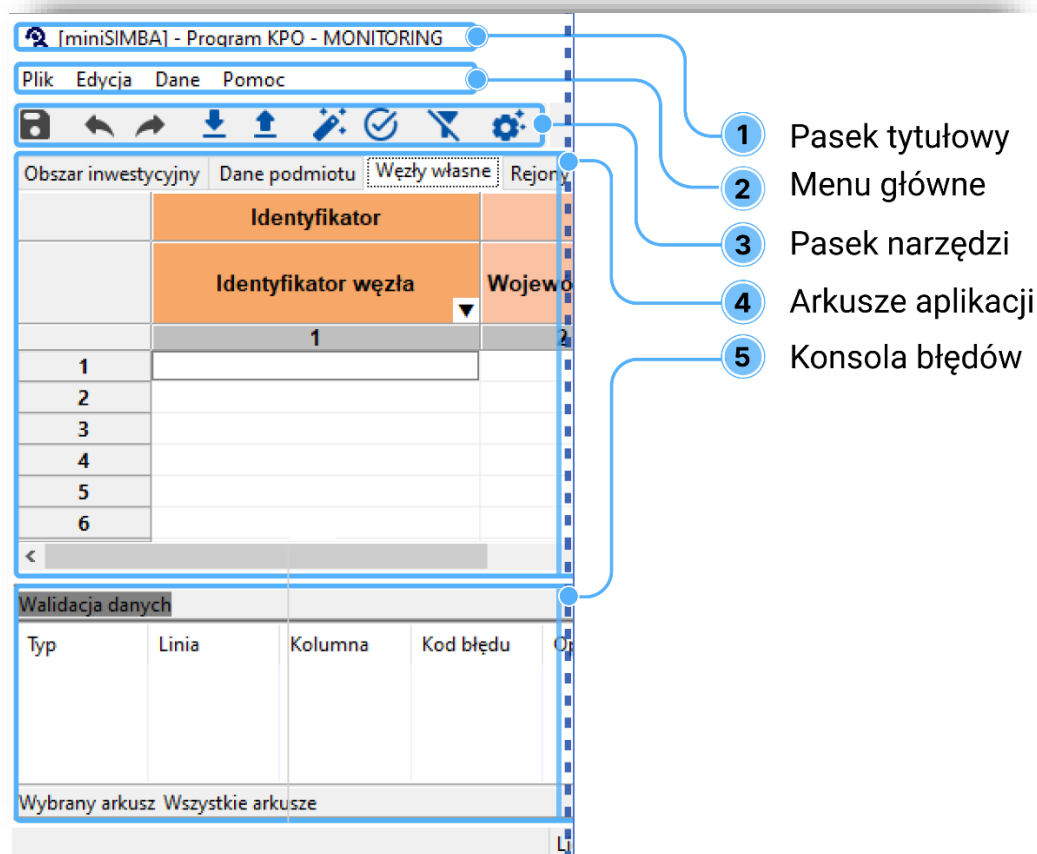 [miniSIMBA] - Program KPO - MONITORING
Plik Edycja Dane Pomoc
Obszar inwestycyjny Dane podmiotu Węzły własne Rejony
Identyfikator
Identyfikator węzła
1 2
1
2
3
4
5
6
Walidacja danych
Typ Linia Kolumna Kod błędu
Wybrany arkusz Wszystkie arkusze
1 Pasek tytułowy
2 Menu główne
3 Pasek narzędzi
4 Arkusze aplikacji
5 Konsola błędów